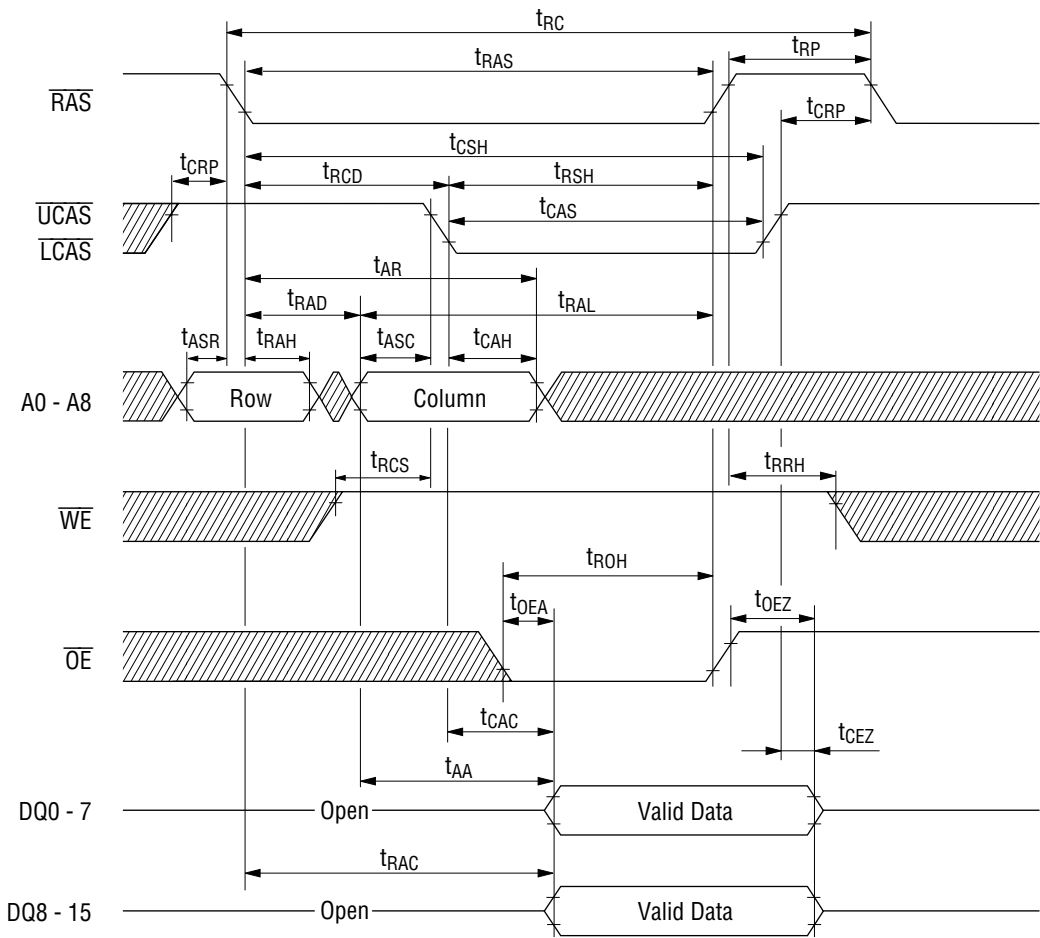 tRC
tRP
tRAS
RAS
tCRP
tCSH
tCRP
tRCD
tRSH
UCAS
tCAS
LCAS
tAR
tRAD
tRAL
tASR
tRAH
tASC
tCAH
A0 - A8
Row
Column
tRCS
tRRH
WE
tROH
tOEA
tOEZ
OE
tCAC
tCEZ
tAA
DQ0 - 7
Open
Valid Data
tRAC
DQ8 - 15
Open
Valid Data